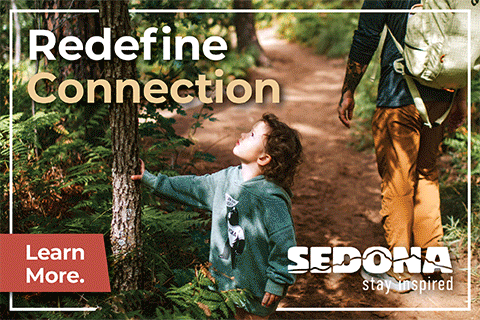 Redefine
Connection
Learn
More.
SEDONA
stay inspired